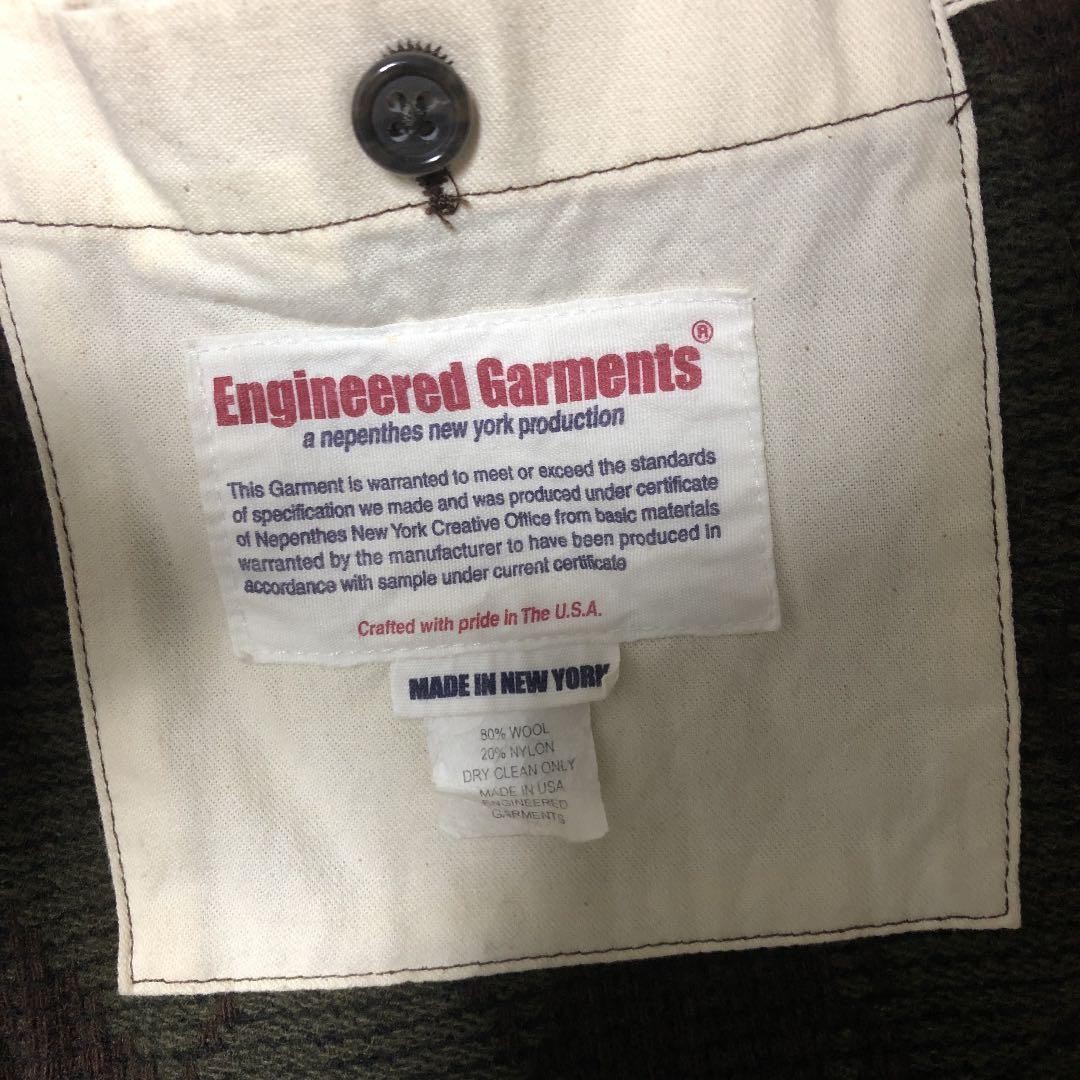 Engineered Garments®
a nepenthes new york production
This Garment is warranted to meet or exceed the standards
of specification we made and was produced under certificate
of Nepenthes New York Creative Office from basic materials
warranted by the manufacturer to have been produced in
accordance with sample under current certificate
Crafted with pride in The U.S.A.
MADE IN NEW YORK
80% WOOL
20% NYLON
DRY CLEAN ONLY
MADE IN USA
ENGINEERED
GARMENTS